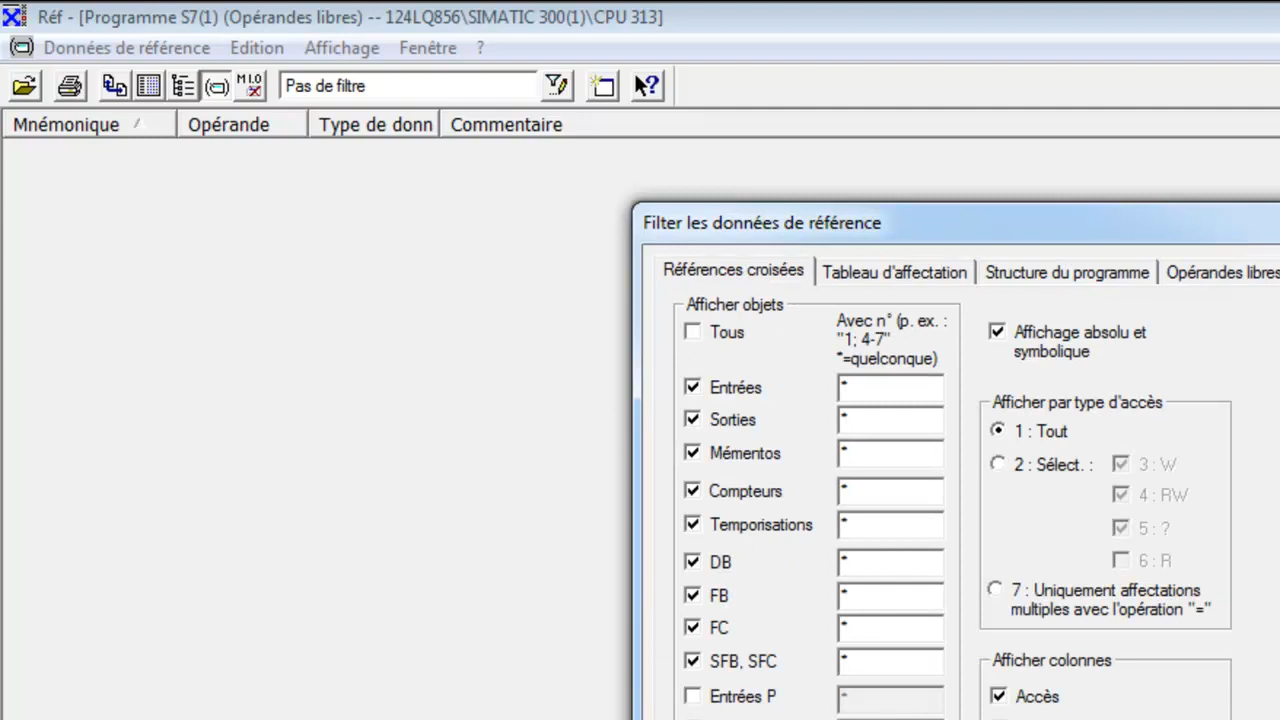 Réf - [Programme S7(1) (Opérandes libres) -- 124LQ856\SIMATIC 300(1)\CPU 313]
Données de référence Edition Affichage Fenêtre ?
M I.0
Pas de filtre
Mnémonique Opérande Type de donn Commentaire
Filter les données de référence
Références croisées Tableau d'affectation Structure du programme Opérandes libres
Afficher objets
Tous
Avec n° (p. ex. :
"1; 4-7"
*=quelconque)
Entrées *
Sorties *
Mémentos *
Compteurs *
Temporisations *
DB *
FB *
FC *
SFB, SFC *
Entrées P *
Affichage absolu et
symbolique
Afficher par type d'accès
1 : Tout
2 : Sélect. : 3 : W
4 : RW
5 : ?
6 : R
7 : Uniquement affectations
multiples avec l'opération "="
Afficher colonnes
Accès